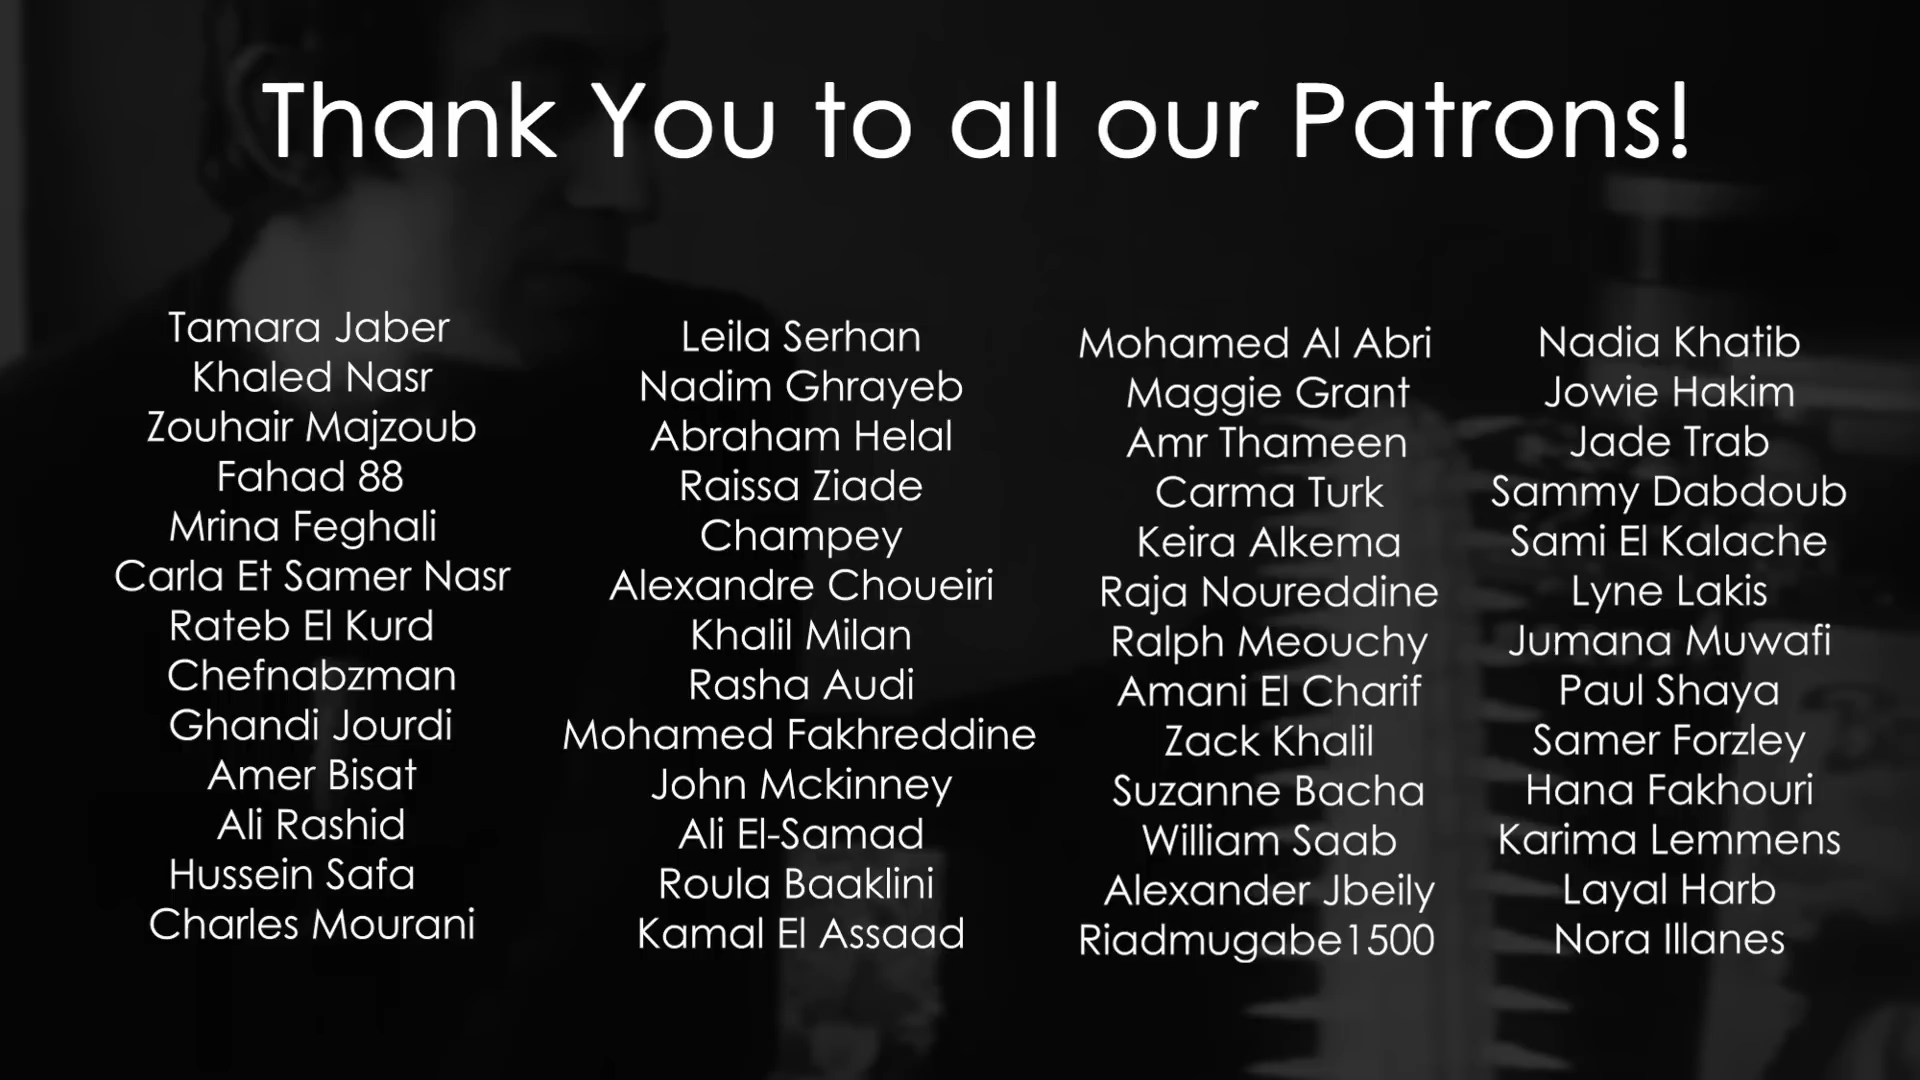 Thank You to all our Patrons!
Tamara Jaber
Khaled Nasr
Zouhair Majzoub
Fahad 88
Mrina Feghali
Carla Et Samer Nasr
Rateb El Kurd
Chefnabzman
Ghandi Jourdi
Amer Bisat
Ali Rashid
Hussein Safa
Charles Mourani
Leila Serhan
Nadim Ghrayeb
Abraham Helal
Raissa Ziade
Champey
Alexandre Choueiri
Khalil Milan
Rasha Audi
Mohamed Fakhreddine
John Mckinney
Ali El-Samad
Roula Baaklini
Kamal El Assaad
Mohamed Al Abri
Maggie Grant
Amr Thameen
Carma Turk
Keira Alkema
Raja Noureddine
Ralph Meouchy
Amani El Charif
Zack Khalil
Suzanne Bacha
William Saab
Alexander Jbeily
Riadmugabe1500
Nadia Khatib
Jowie Hakim
Jade Trab
Sammy Dabdoub
Sami El Kalache
Lyne Lakis
Jumana Muwafi
Paul Shaya
Samer Forzley
Hana Fakhouri
Karima Lemmens
Layal Harb
Nora Illanes